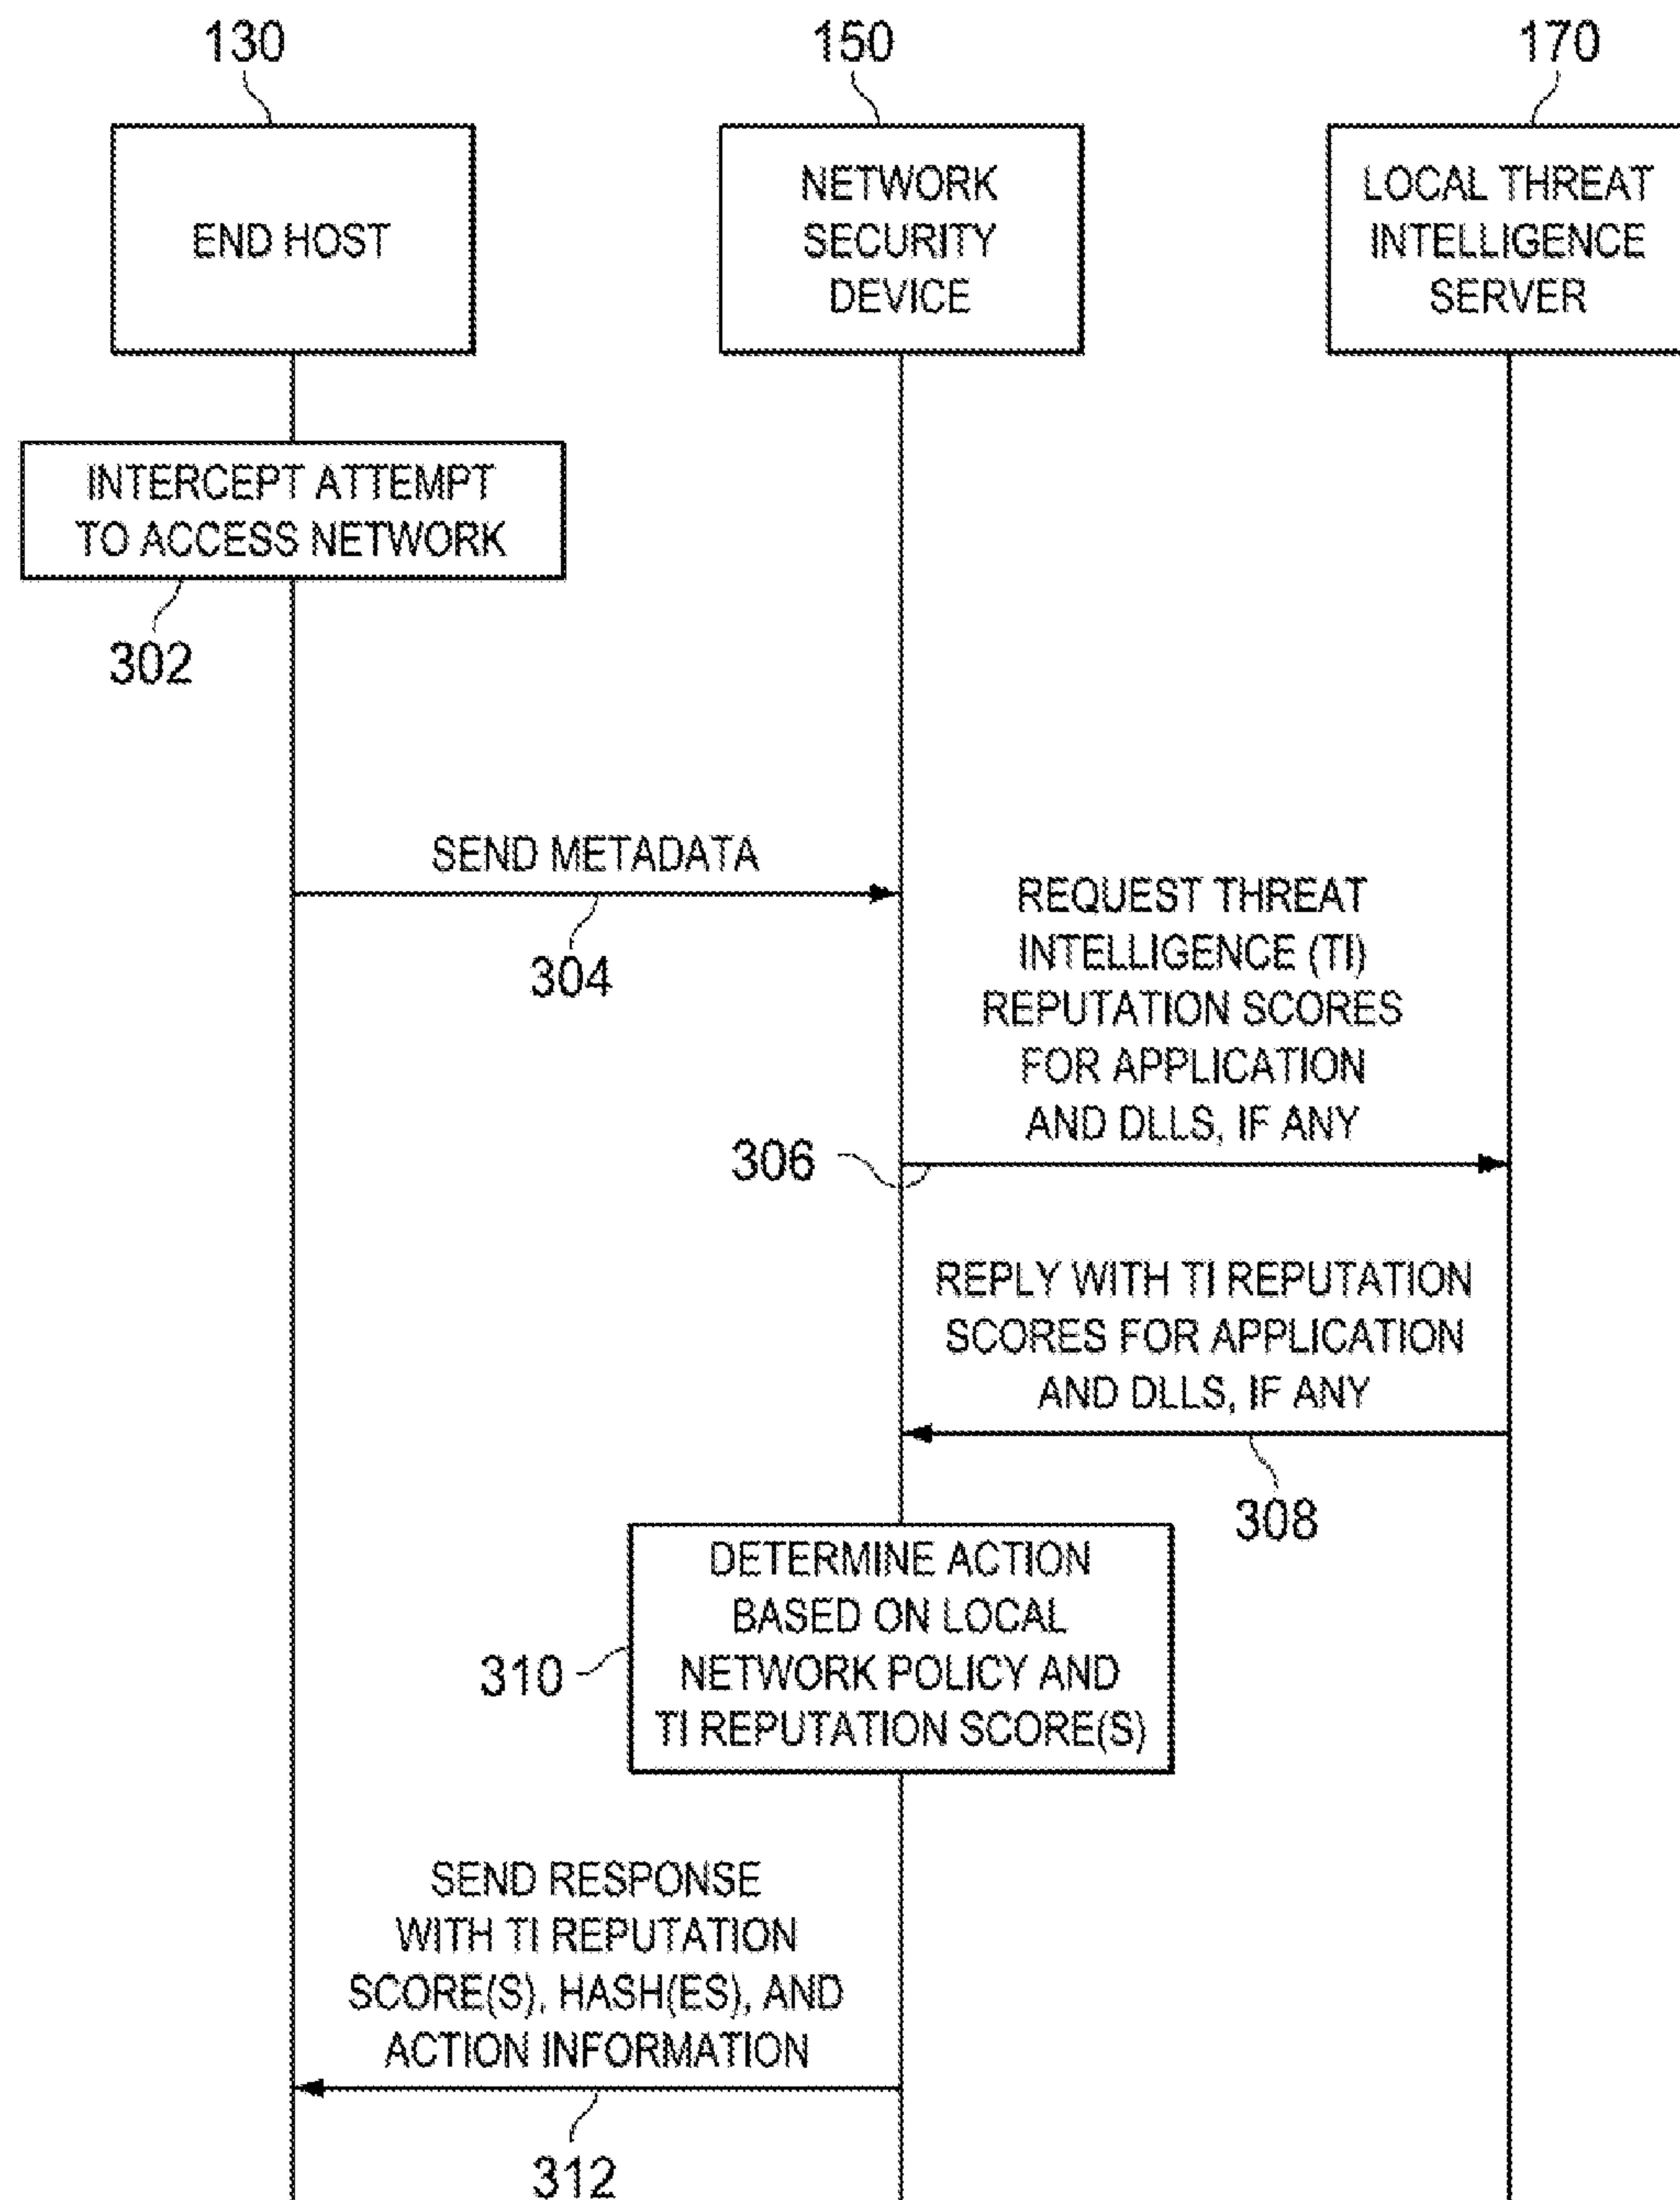 130
150
170
END HOST
NETWORK
SECURITY
DEVICE
LOCAL THREAT
INTELLIGENCE
SERVER
INTERCEPT ATTEMPT
TO ACCESS NETWORK
302
SEND METADATA
304
REQUEST THREAT
INTELLIGENCE (TI)
REPUTATION SCORES
FOR APPLICATION
AND DLLS, IF ANY
306
REPLY WITH TI REPUTATION
SCORES FOR APPLICATION
AND DLLS, IF ANY
308
DETERMINE ACTION
BASED ON LOCAL
NETWORK POLICY AND
TI REPUTATION SCORE(S)
310
SEND RESPONSE
WITH TI REPUTATION
SCORE(S), HASH(ES), AND
ACTION INFORMATION
312